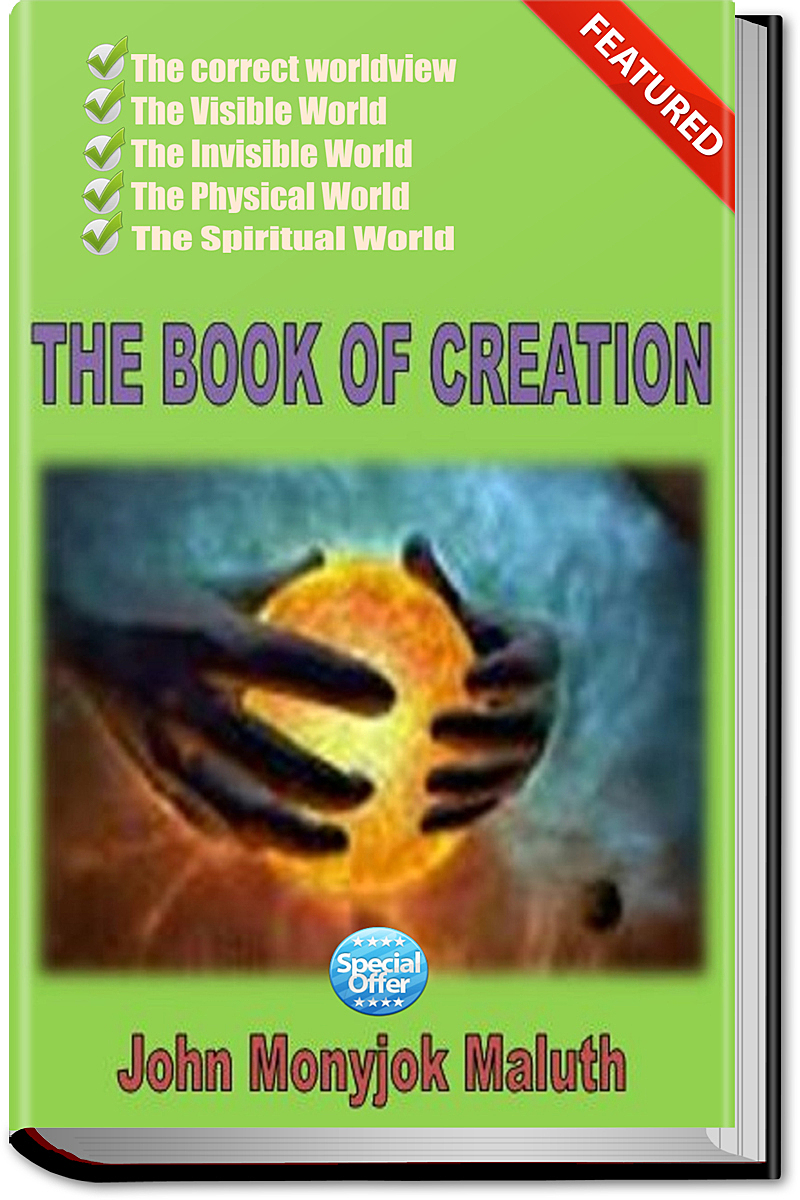 The correct worldview
The Visible World
The Invisible World
The Physical World
The Spiritual World
FEATURED
THE BOOK OF CREATION
Special
Offer
John Monyjok Maluth